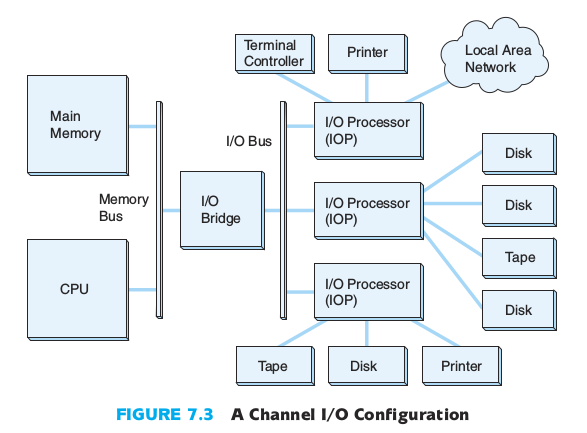 Terminal
Controller
Printer
Local Area
Network
Main
Memory
I/O Bus
I/O Processor
(IOP)
Disk
Memory
Bus
I/O
Bridge
I/O Processor
(IOP)
Disk
Tape
CPU
I/O Processor
(IOP)
Disk
Tape
Disk
Printer
FIGURE 7.3 A Channel I/O Configuration